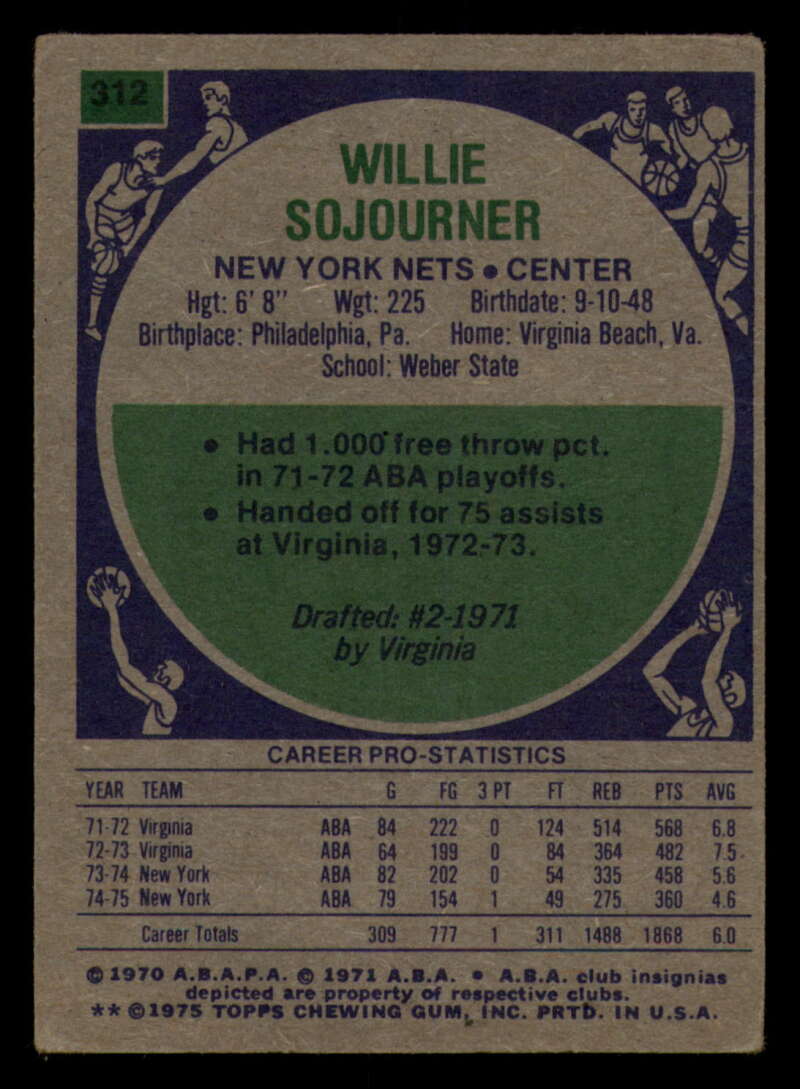 312
WILLIE
SOJOURNER
NEW YORK NETS • CENTER
Hgt: 6' 8" Wgt: 225 Birthdate: 9-10-48
Birthplace: Philadelphia, Pa. Home: Virginia Beach, Va.
School: Weber State
• Had 1.000 free throw pct.
in 71-72 ABA playoffs.
• Handed off for 75 assists
at Virginia, 1972-73.
Drafted: #2-1971
by Virginia
CAREER PRO-STATISTICS
YEAR TEAM G FG 3 PT FT REB PTS AVG
71-72 Virginia ABA 84 222 0 124 514 568 6.8
72-73 Virginia ABA 64 199 0 84 364 482 7.5
73-74 New York ABA 82 202 0 54 335 458 5.6
74-75 New York ABA 79 154 1 49 275 360 4.6
Career Totals 309 777 1 311 1488 1868 6.0
© 1970 A.B.A.P.A. © 1971 A.B.A. • A.B.A. club insignias
depicted are property of respective clubs.
** © 1975 TOPPS CHEWING GUM, INC. PRTD. IN U.S.A.